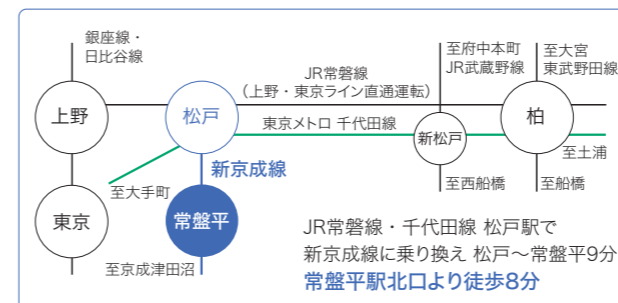 銀座線・
日比谷線
JR常磐線
（上野・東京ライン直通運転）
至府中本町
JR武蔵野線
至大宮
東武野田線
上野
松戸
東京メトロ 千代田線
新松戸
柏
新京成線
至土浦
至大手町
至西船橋
至船橋
東京
常盤平
至京成津田沼
JR常磐線・千代田線 松戸駅で
新京成線に乗り換え 松戸～常盤平9分
常盤平駅北口より徒歩8分